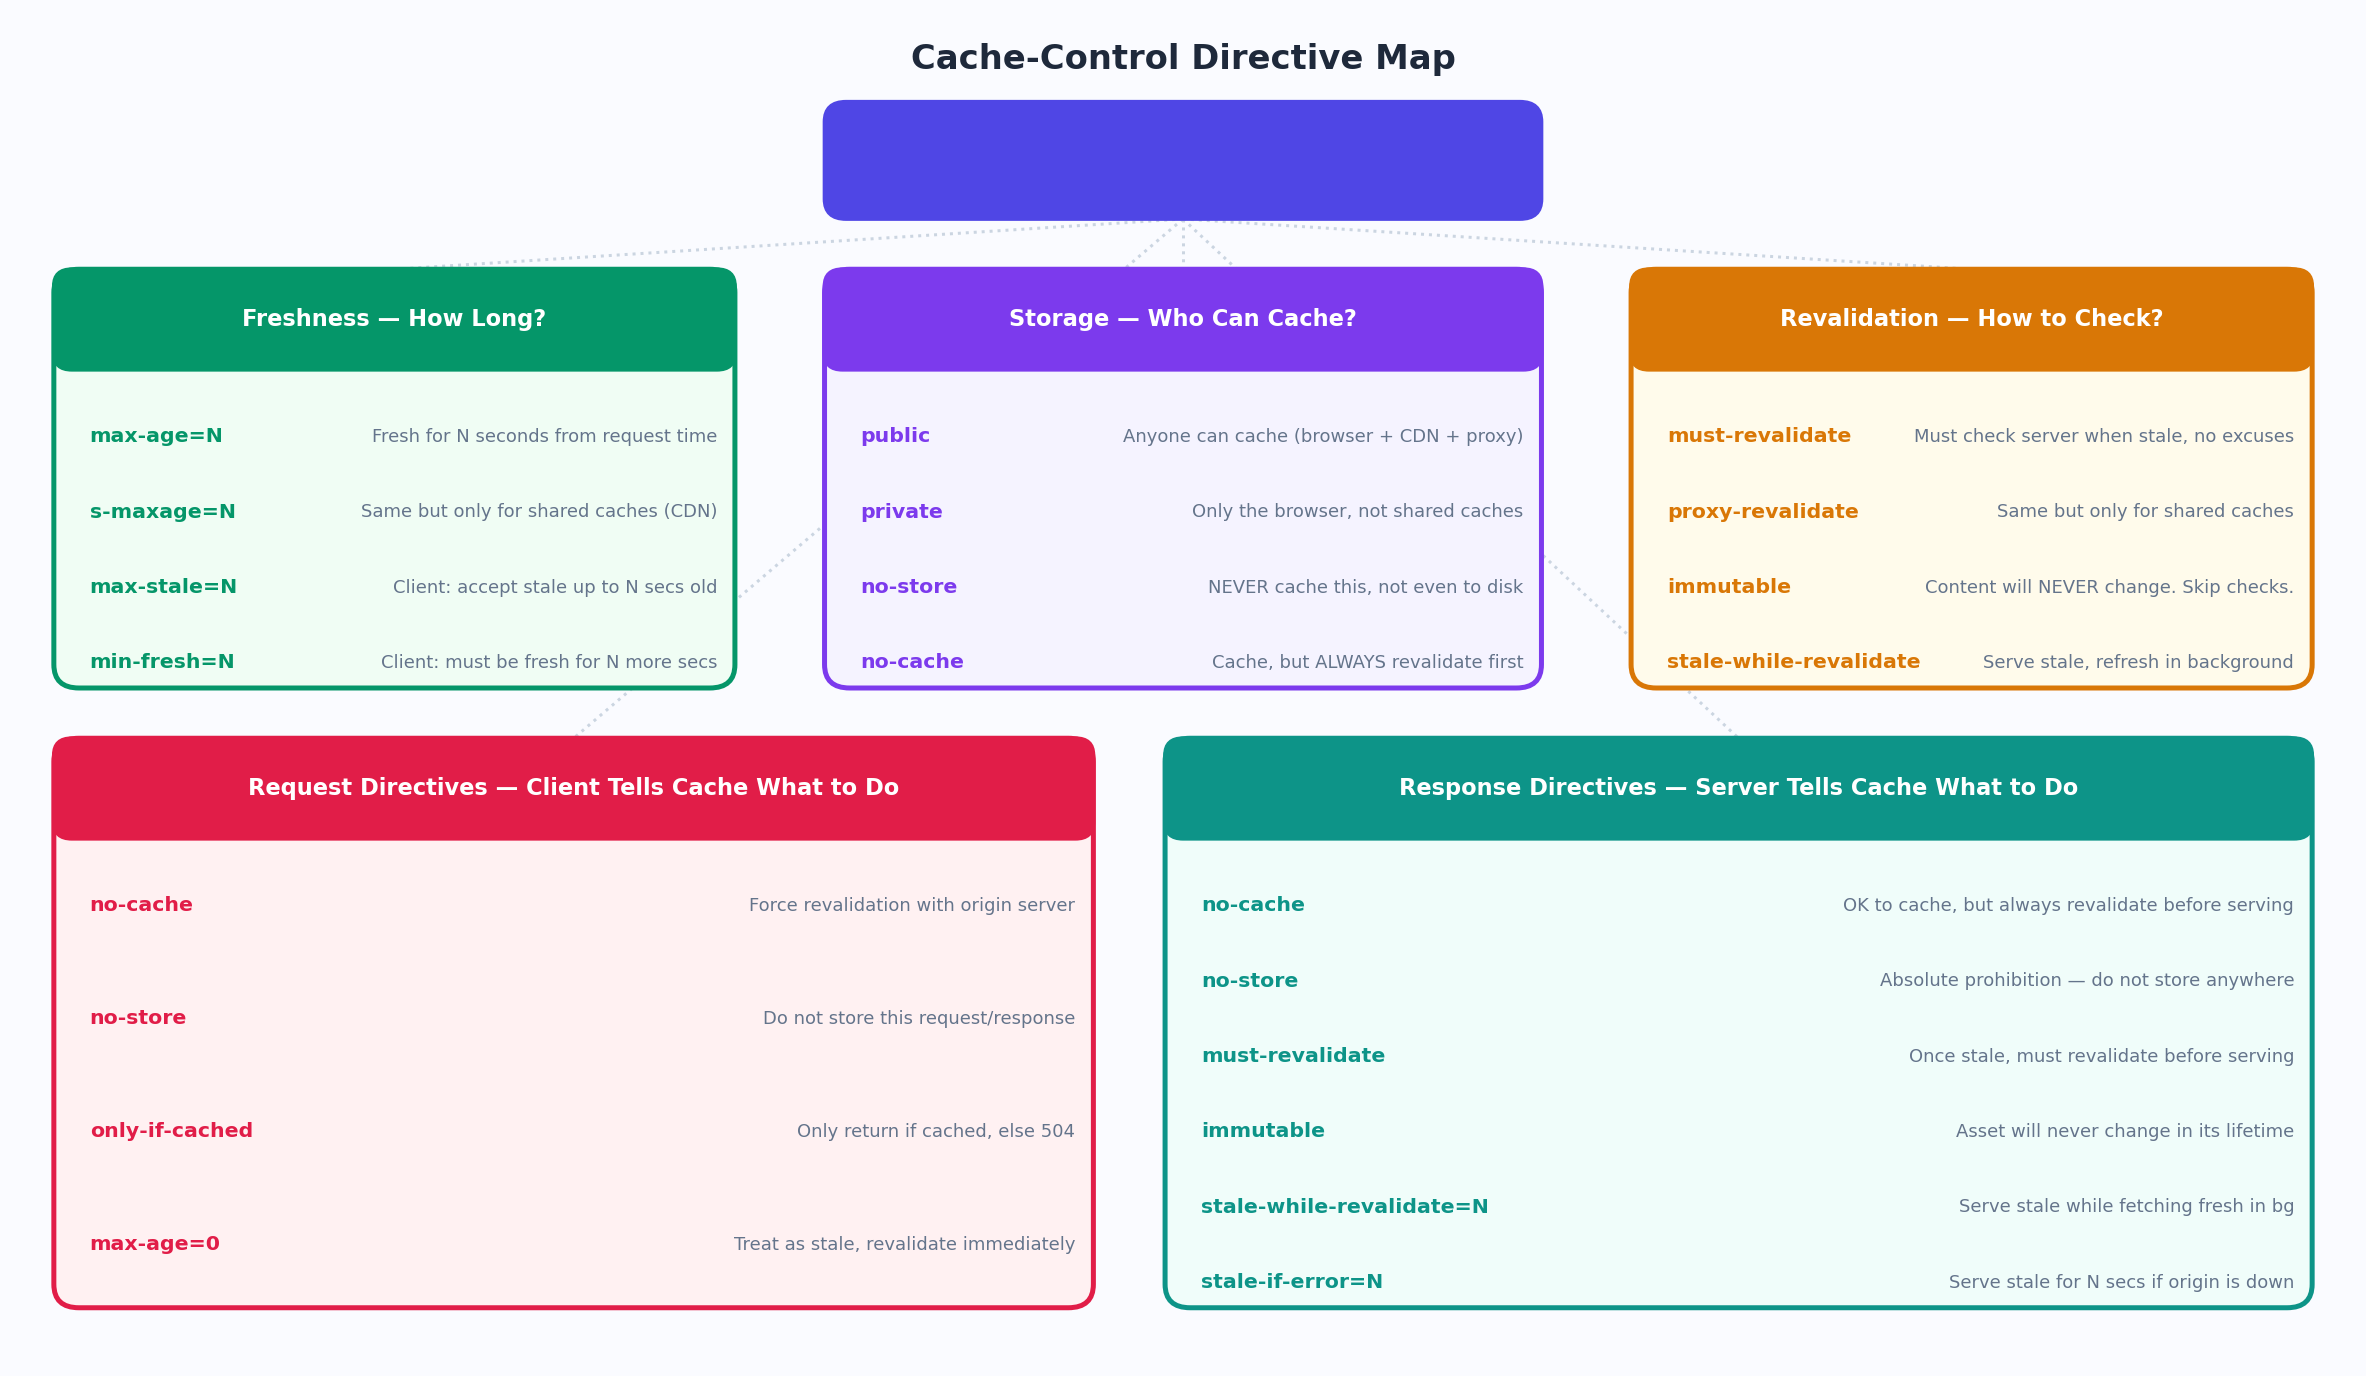 Cache-Control Directive Map
Freshness — How Long?
max-age=N Fresh for N seconds from request time
s-maxage=N Same but only for shared caches (CDN)
max-stale=N Client: accept stale up to N secs old
min-fresh=N Client: must be fresh for N more secs
Storage — Who Can Cache?
public Anyone can cache (browser + CDN + proxy)
private Only the browser, not shared caches
no-store NEVER cache this, not even to disk
no-cache Cache, but ALWAYS revalidate first
Revalidation — How to Check?
must-revalidate Must check server when stale, no excuses
proxy-revalidate Same but only for shared caches
immutable Content will NEVER change. Skip checks.
stale-while-revalidate Serve stale, refresh in background
Request Directives — Client Tells Cache What to Do
no-cache Force revalidation with origin server
no-store Do not store this request/response
only-if-cached Only return if cached, else 504
max-age=0 Treat as stale, revalidate immediately
Response Directives — Server Tells Cache What to Do
no-cache OK to cache, but always revalidate before serving
no-store Absolute prohibition — do not store anywhere
must-revalidate Once stale, must revalidate before serving
immutable Asset will never change in its lifetime
stale-while-revalidate=N Serve stale while fetching fresh in bg
stale-if-error=N Serve stale for N secs if origin is down